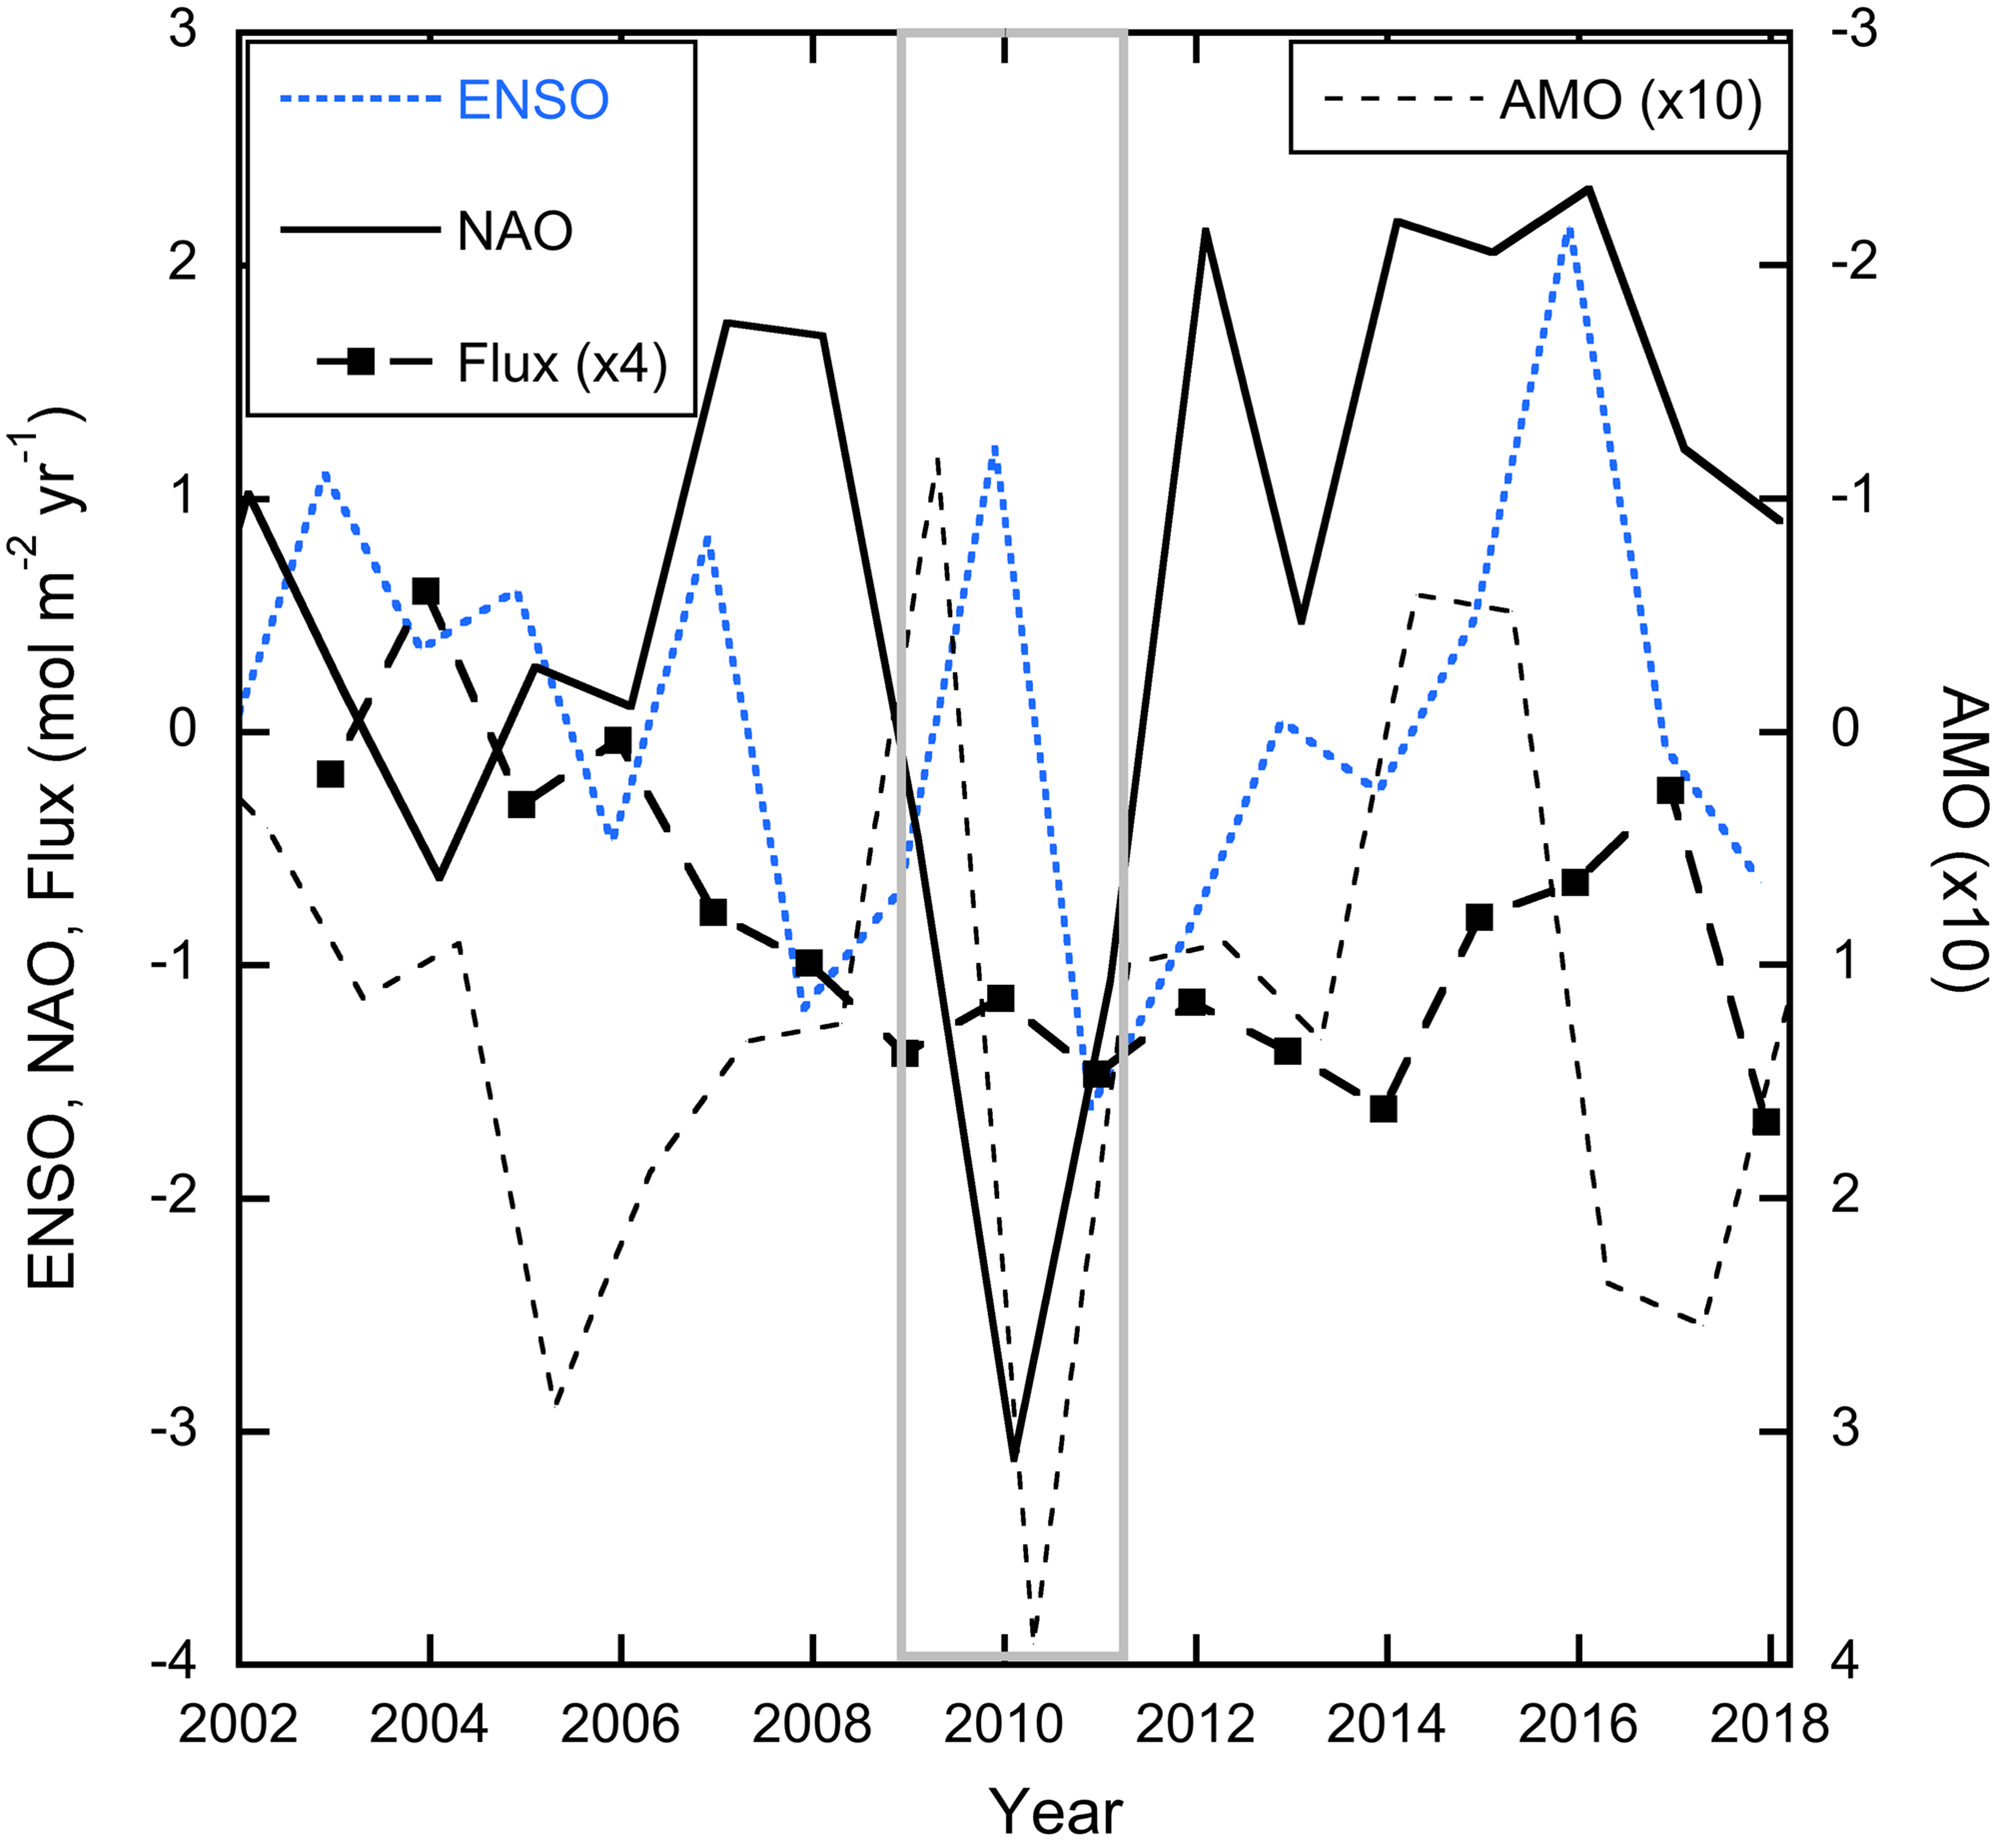 ENSO
NAO
Flux (x4)
AMO (x10)
ENSO, NAO, Flux (mol m⁻² yr⁻¹)
3
2
1
0
-1
-2
-3
-4
-3
-2
-1
0
1
2
3
4
AMO (x10)
2002 2004 2006 2008 2010 2012 2014 2016 2018
Year